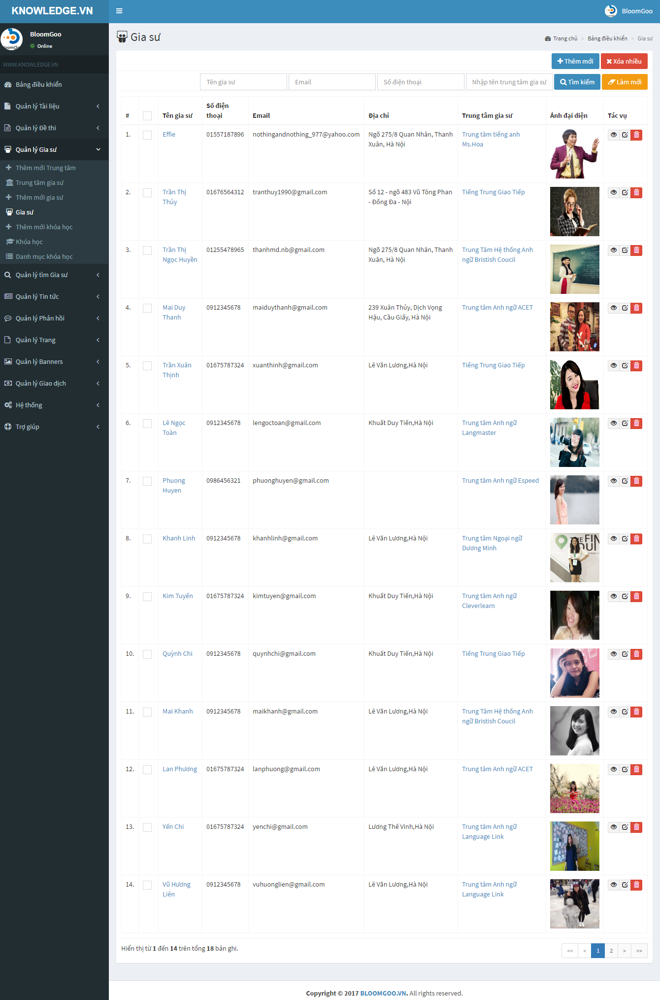 KNOWLEDGE.VN
BloomGoo
BloomGoo
Online
WWW.KNOWLEDGE.VN
Bảng điều khiển
Quản lý Tài liệu
Quản lý Đề thi
Quản lý Gia sư
Thêm mới Trung tâm
Trung tâm gia sư
Thêm mới gia sư
Gia sư
Thêm mới khóa học
Khóa học
Danh mục khóa học
Quản lý tìm Gia sư
Quản lý Tin tức
Quản lý Phản hồi
Quản lý Trang
Quản lý Banners
Quản lý Giao dịch
Hệ thống
Trợ giúp
Gia sư
Trang chủ > Bảng điều khiển > Gia sư
Thêm mới Xóa nhiều
Tên gia sư Email Số điện thoại Nhập tên trung tâm gia sư Tìm kiếm Làm mới
# Tên gia sư Số điện thoại Email Địa chỉ Trung tâm gia sư Ảnh đại diện Tác vụ
1. Effie 01557187896 nothingandnothing_977@yahoo.com Ngõ 275/8 Quan Nhân, Thanh Xuân, Hà Nội Trung tâm tiếng anh Ms.Hoa
2. Trần Thị Thủy 01676564312 tranthuy1990@gmail.com Số 12 - ngõ 483 Vũ Tông Phan - Đống Đa - Nội Tiếng Trung Giao Tiếp
3. Trần Thị Ngọc Huyền 01255478965 thanhmd.nb@gmail.com Ngõ 275/8 Quan Nhân, Thanh Xuân, Hà Nội Trung Tâm Hệ thống Anh ngữ Bristish Coucil
4. Mai Duy Thanh 0912345678 maiduythanh@gmail.com 239 Xuân Thủy, Dịch Vọng Hậu, Cầu Giấy, Hà Nội Trung tâm Anh ngữ ACET
5. Trần Xuân Thịnh 01675787324 xuanthinh@gmail.com Lê Văn Lương,Hà Nội Tiếng Trung Giao Tiếp
6. Lê Ngọc Toàn 0912345678 lengoctoan@gmail.com Khuất Duy Tiến,Hà Nội Trung tâm Anh ngữ Langmaster
7. Phuong Huyen 0986456321 phuonghuyen@gmail.com Trung tâm Anh ngữ Espeed
8. Khanh Linh 0912345678 khanhlinh@gmail.com Lê Văn Lương,Hà Nội Trung tâm Ngoại ngữ Dương Minh
9. Kim Tuyến 01675787324 kimtuyen@gmail.com Khuất Duy Tiến,Hà Nội Trung tâm Anh ngữ Cleverlearn
10. Quỳnh Chi 0912345678 quynhchi@gmail.com Khuất Duy Tiến,Hà Nội Tiếng Trung Giao Tiếp
11. Mai Khanh 0912345678 maikhanh@gmail.com Lê Văn Lương,Hà Nội Trung Tâm Hệ thống Anh ngữ Bristish Coucil
12. Lan Phương 01675787324 lanphuong@gmail.com Lê Văn Lương,Hà Nội Trung tâm Anh ngữ ACET
13. Yến Chi 01675787324 yenchi@gmail.com Lương Thế Vinh,Hà Nội Trung tâm Anh ngữ Language Link
14. Vũ Hương Liên 0912345678 vuhuonglien@gmail.com Lê Văn Lương,Hà Nội Trung tâm Anh ngữ Language Link
Hiển thị từ 1 đến 14 trên tổng 18 bản ghi.
<< < 1 2 > >>
Copyright © 2017 BLOOMGOO.VN. All rights reserved.